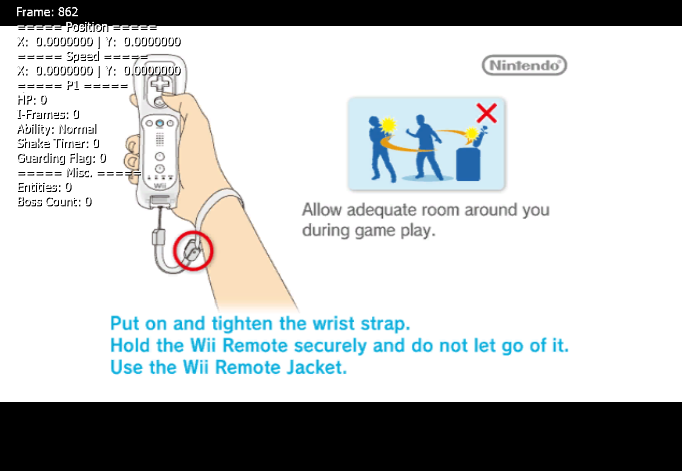 Frame: 862
===== Position =====
X: 0.0000000 | Y: 0.0000000
===== Speed =====
X: 0.0000000 | Y: 0.0000000
===== P1 =====
HP: 0
I-Frames: 0
Ability: Normal
Shake Timer: 0
Guarding Flag: 0
===== Misc. =====
Entities: 0
Boss Count: 0
Nintendo®
Wii
Allow adequate room around you
during game play.
Put on and tighten the wrist strap.
Hold the Wii Remote securely and do not let go of it.
Use the Wii Remote Jacket.